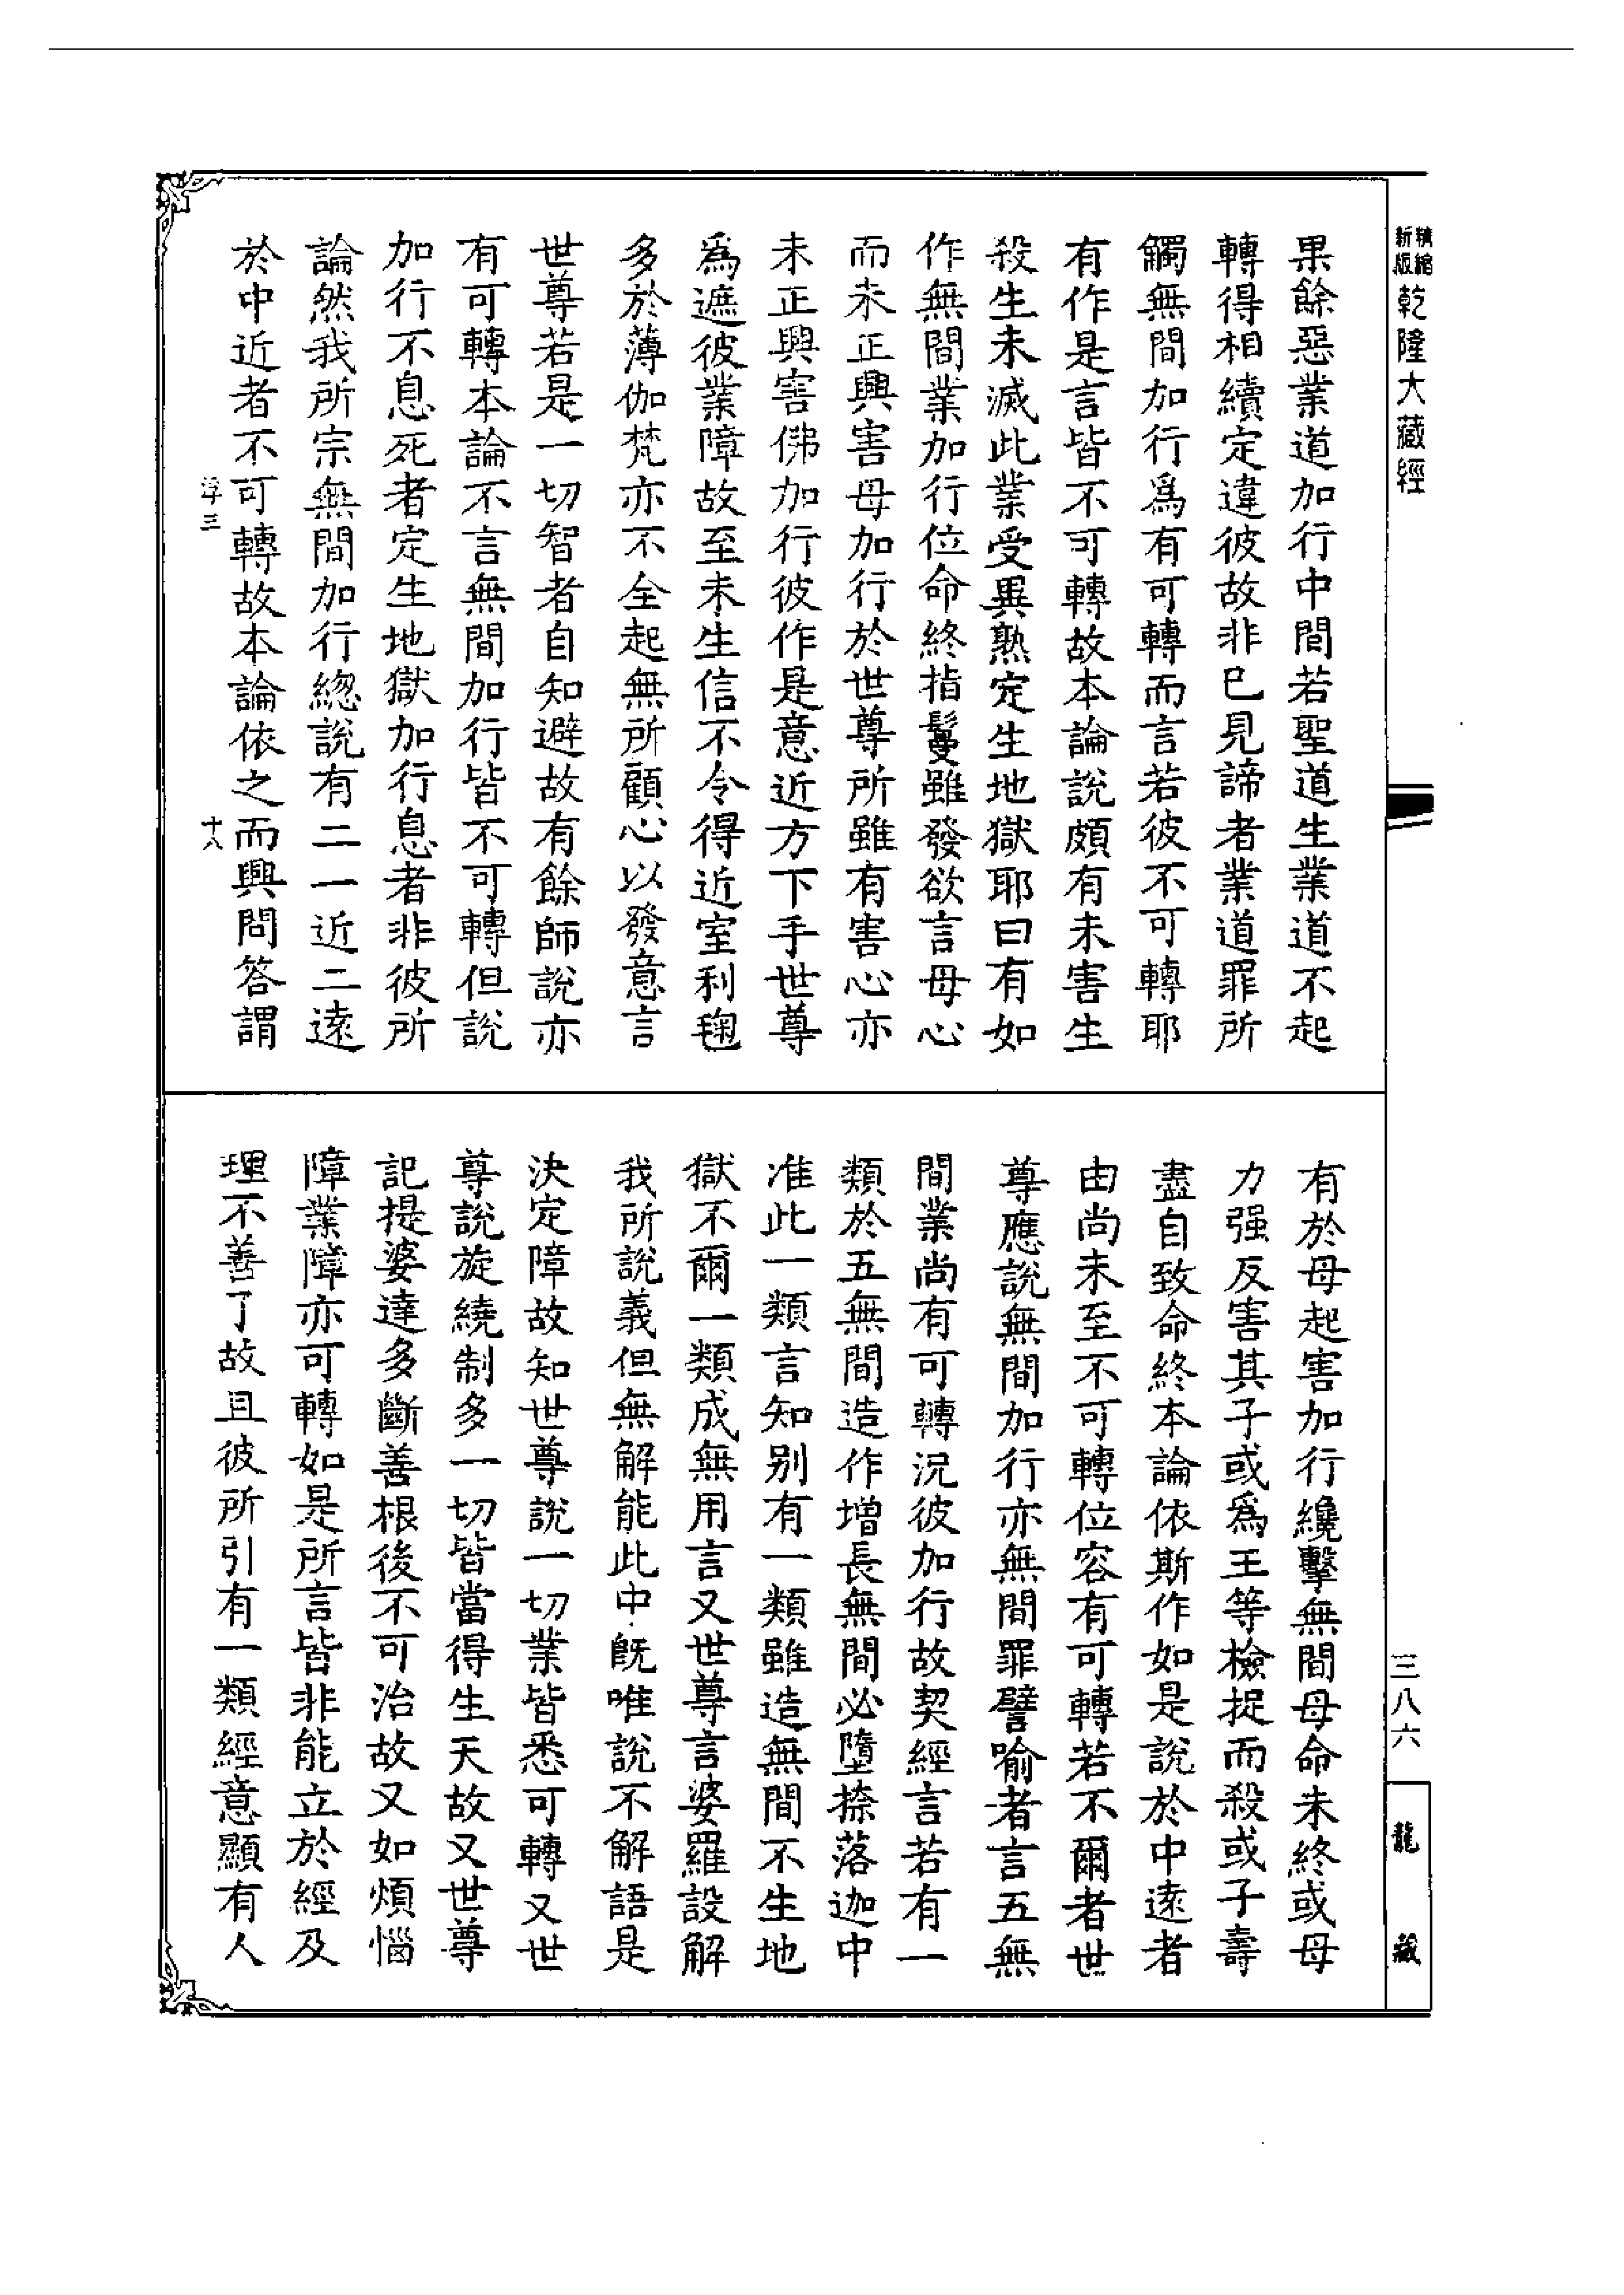 精縮新版乾隆大藏經
果餘惡業道加行中間若聖道生業道不起
轉得相續定違彼故非已見諦者業道罪所
觸無間加行爲有可轉而言若彼不可轉耶
有作是言皆不可轉故本論說頗有未害生
殺生未滅此業受異熟定生地獄耶曰有如
作無間業加行位命終指鬘雖發欲言母心
而未正興害母加行於世尊所雖有害心亦
未正興害佛加行彼作是意近方下手世尊
爲遮彼業障故至未生信不令得近室利毱
多於薄伽梵亦不全起無所顧心以發意言
世尊若是一切智者自知避故有餘師說亦
有可轉本論不言無間加行皆不可轉但說
加行不息死者定生地獄加行息者非彼所
論然我所宗無間加行總說有二一近二遠
於中近者不可轉故本論依之而興問答謂
浮三 十八
有於母起害加行纔擊無間母命未終或母
力强反害其子或爲王等檢捉而殺或子壽
盡自致命終本論依斯作如是說於中遠者
由尚未至不可轉位容有可轉若不爾者世
尊應說無間加行亦無間罪譬喻者言五無
間業尚有可轉況彼加行故契經言若有一
類於五無間造作增長無間必墮捺落迦中
准此一類言知别有一類雖造無間不生地
獄不爾一類成無用言又世尊言婆羅設解
我所說義但無解能此中旣唯說不解語是
決定障故知世尊說一切業皆悉可轉又世
尊說旋繞制多一切皆當得生天故又世尊
記提婆達多斷善根後不可治故又如煩惱
障業障亦可轉如是所言皆非能立於經及
理不善了故且彼所引有一類經意顯有人
三八六
龍藏